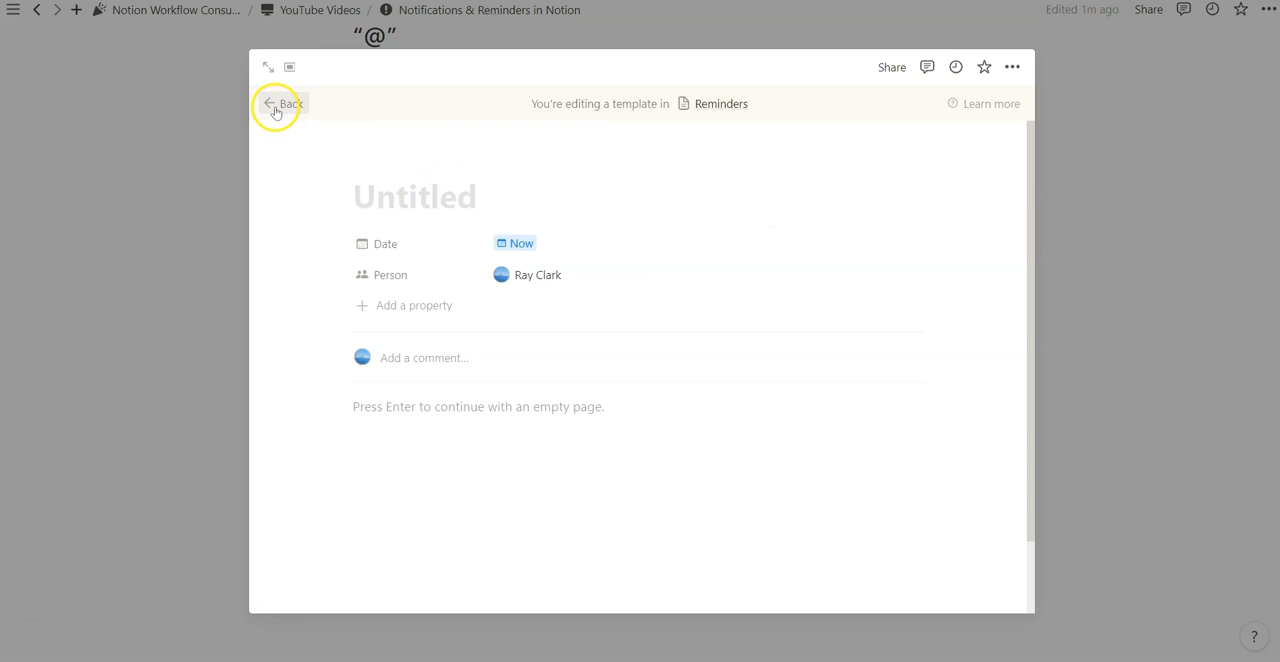 Notion Workflow Consu... / YouTube Videos / Notifications & Reminders in Notion
Edited 1m ago Share
“@”
Share
Back
You're editing a template in Reminders
Learn more
Untitled
Date Now
Person Ray Clark
Add a property
Add a comment...
Press Enter to continue with an empty page.
?